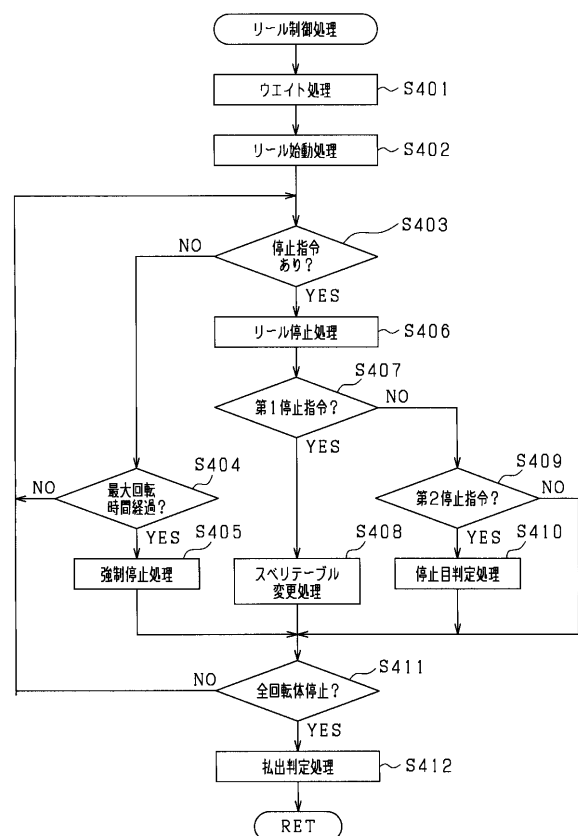 リール制御処理
ウエイト処理
S401
リール始動処理
S402
S403
NO
停止指令
あり?
YES
リール停止処理
S406
S407
第1停止指令?
NO
YES
S404
NO
最大回転
時間経過?
YES
S409
第2停止指令?
NO
YES
S405
強制停止処理
S408
スベリテーブル
変更処理
S410
停止目判定処理
S411
NO
全回転体停止?
YES
払出判定処理
S412
RET